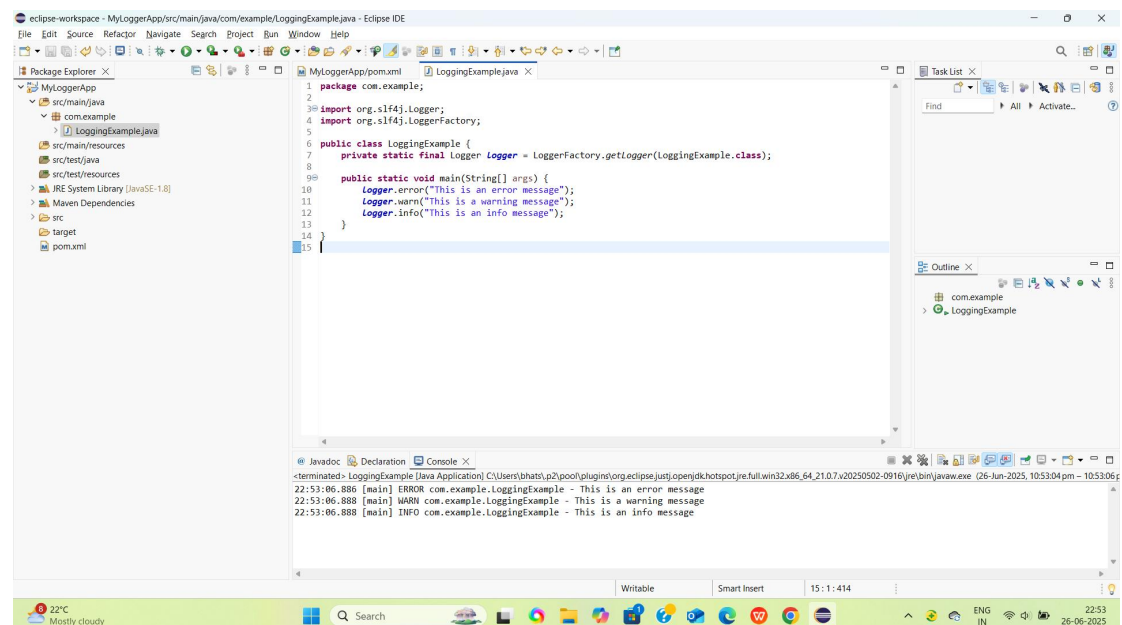 eclipse-workspace - MyLoggerApp/src/main/java/com/example/LoggingExample.java - Eclipse IDE
File Edit Source Refactor Navigate Search Project Run Window Help
Package Explorer
MyLoggerApp
src/main/java
com.example
LoggingExample.java
src/main/resources
src/test/java
src/test/resources
JRE System Library [JavaSE-1.8]
Maven Dependencies
src
target
pom.xml
MyLoggerApp/pom.xml LoggingExample.java
1 package com.example;
2
3 import org.slf4j.Logger;
4 import org.slf4j.LoggerFactory;
5
6 public class LoggingExample {
7 private static final Logger Logger = LoggerFactory.getLogger(LoggingExample.class);
8
9 public static void main(String[] args) {
10 Logger.error("This is an error message");
11 Logger.warn("This is a warning message");
12 Logger.info("This is an info message");
13 }
14 }
15
Task List
Find All Activate...
Outline
com.example
LoggingExample
Javadoc Declaration Console
<terminated> LoggingExample [Java Application] C:\Users\bhats\.p2\pool\plugins\org.eclipse.justj.openjdk.hotspot.jre.full.win32.x86_64_21.0.7.v20250502-0916\jre\bin\javaw.exe (26-Jun-2025, 10:53:04 pm – 10:53:06 p
22:53:06.886 [main] ERROR com.example.LoggingExample - This is an error message
22:53:06.888 [main] WARN com.example.LoggingExample - This is a warning message
22:53:06.888 [main] INFO com.example.LoggingExample - This is an info message
Writable Smart Insert 15 : 1 : 414
22°C
Mostly cloudy
Search
ENG
IN
22:53
26-06-2025